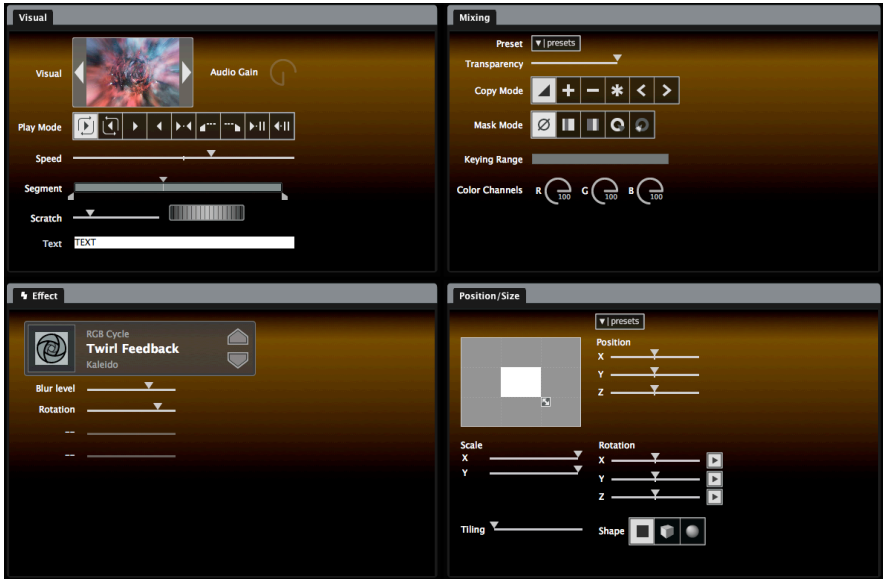 Visual
Visual
Audio Gain
Play Mode
Speed
Segment
Scratch
Text
TEXT
Mixing
Preset
▼| presets
Transparency
Copy Mode
Mask Mode
Keying Range
Color Channels
R 100 G 100 B 100
Effect
RGB Cycle
Twirl Feedback
Kaleido
Blur level
Rotation
--
--
Position/Size
▼| presets
Position
X
Y
Z
Scale
X
Y
Rotation
X
Y
Z
Tiling
Shape